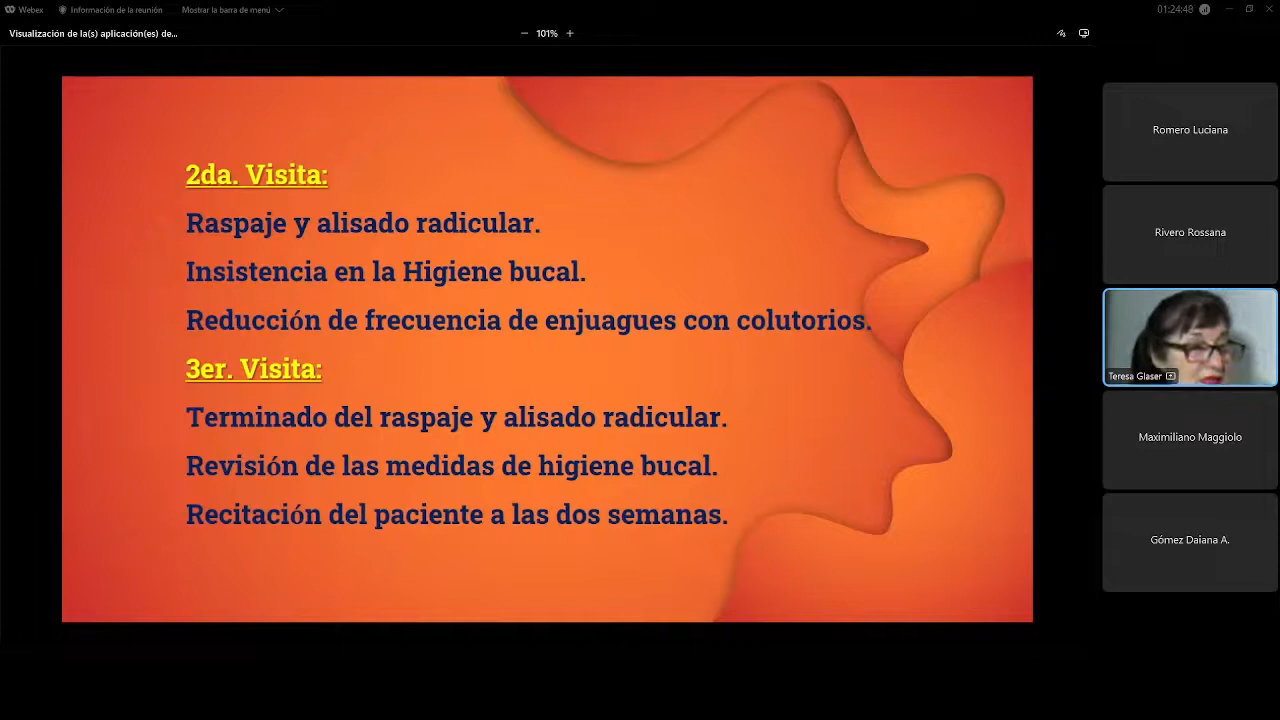 Webex
Información de la reunión
Mostrar la barra de menú
01:24:48
Visualización de la(s) aplicación(es) de...
101%
2da. Visita:
Raspaje y alisado radicular.
Insistencia en la Higiene bucal.
Reducción de frecuencia de enjuagues con colutorios.
3er. Visita:
Terminado del raspaje y alisado radicular.
Revisión de las medidas de higiene bucal.
Recitación del paciente a las dos semanas.
Romero Luciana
Rivero Rossana
Teresa Glaser
Maximiliano Maggiolo
Gómez Daiana A.